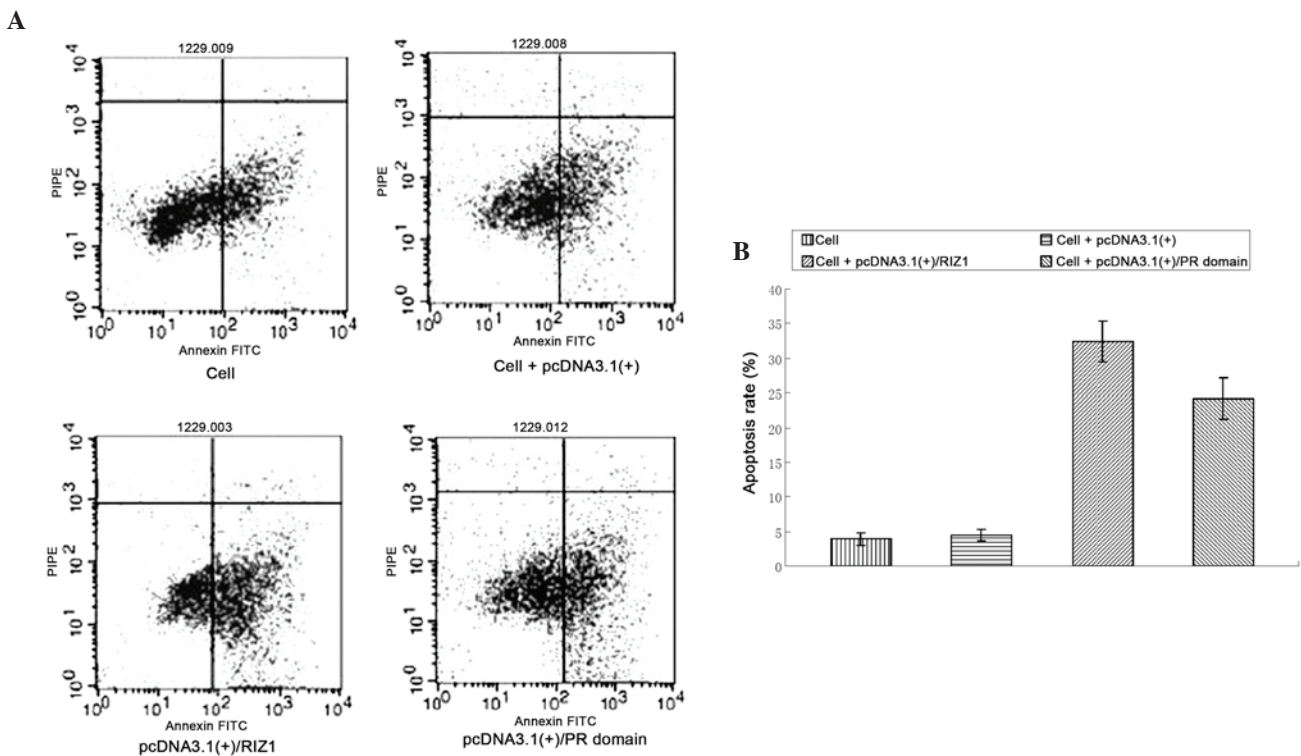 A
1229.009
10^4
10^3
10^2
10^1
10^0
PIPE
10^0 10^1 10^2 10^3 10^4
Annexin FITC
Cell
1229.008
10^4
10^3
10^2
10^1
10^0
PIPE
10^0 10^1 10^2 10^3 10^4
Annexin FITC
Cell + pcDNA3.1(+)
1229.003
10^4
10^3
10^2
10^1
10^0
PIPE
10^0 10^1 10^2 10^3 10^4
Annexin FITC
pcDNA3.1(+)/RIZ1
1229.012
10^4
10^3
10^2
10^1
10^0
PIPE
10^0 10^1 10^2 10^3 10^4
Annexin FITC
pcDNA3.1(+)/PR domain
B
Cell Cell + pcDNA3.1(+)
Cell + pcDNA3.1(+)/RIZ1 Cell + pcDNA3.1(+)/PR domain
Apoptosis rate (%)
40
35
30
25
20
15
10
5
0